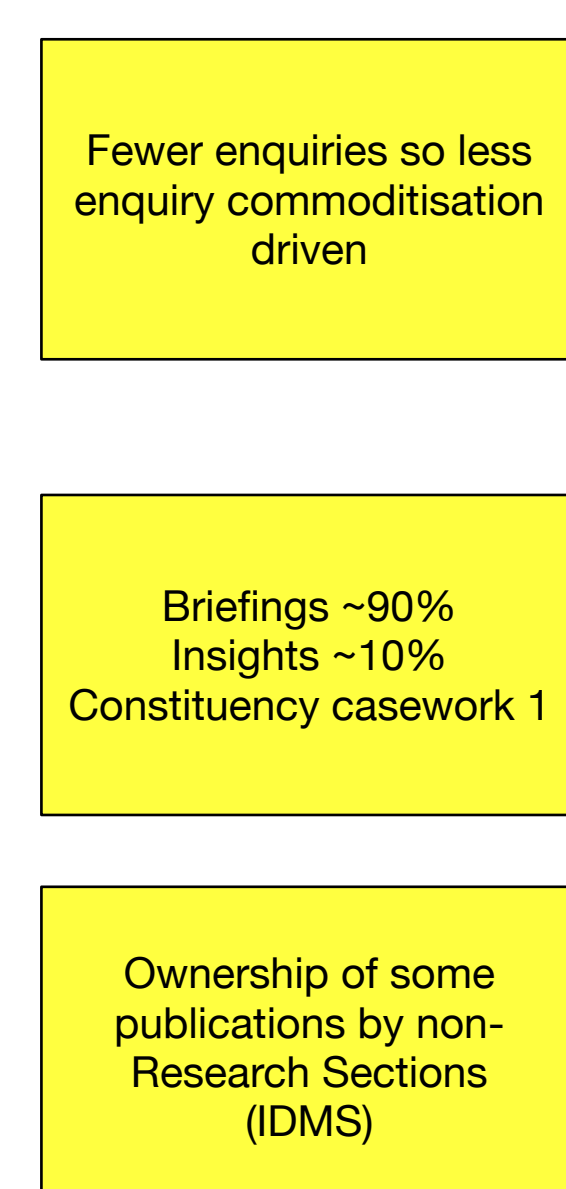 Fewer enquiries so less
enquiry commoditisation
driven
Briefings ~90%
Insights ~10%
Constituency casework 1
Ownership of some
publications by non-
Research Sections
(IDMS)